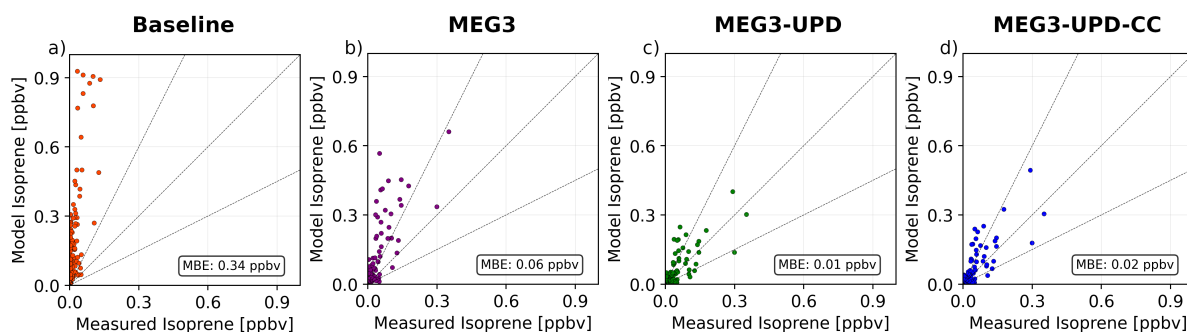 Baseline
MEG3
MEG3-UPD
MEG3-UPD-CC
a)
b)
c)
d)
Model Isoprene [ppbv]
0.9
0.6
0.3
0.0
MBE: 0.34 ppbv
0.0 0.3 0.6 0.9
Measured Isoprene [ppbv]
Model Isoprene [ppbv]
0.9
0.6
0.3
0.0
MBE: 0.06 ppbv
0.0 0.3 0.6 0.9
Measured Isoprene [ppbv]
Model Isoprene [ppbv]
0.9
0.6
0.3
0.0
MBE: 0.01 ppbv
0.0 0.3 0.6 0.9
Measured Isoprene [ppbv]
Model Isoprene [ppbv]
0.9
0.6
0.3
0.0
MBE: 0.02 ppbv
0.0 0.3 0.6 0.9
Measured Isoprene [ppbv]